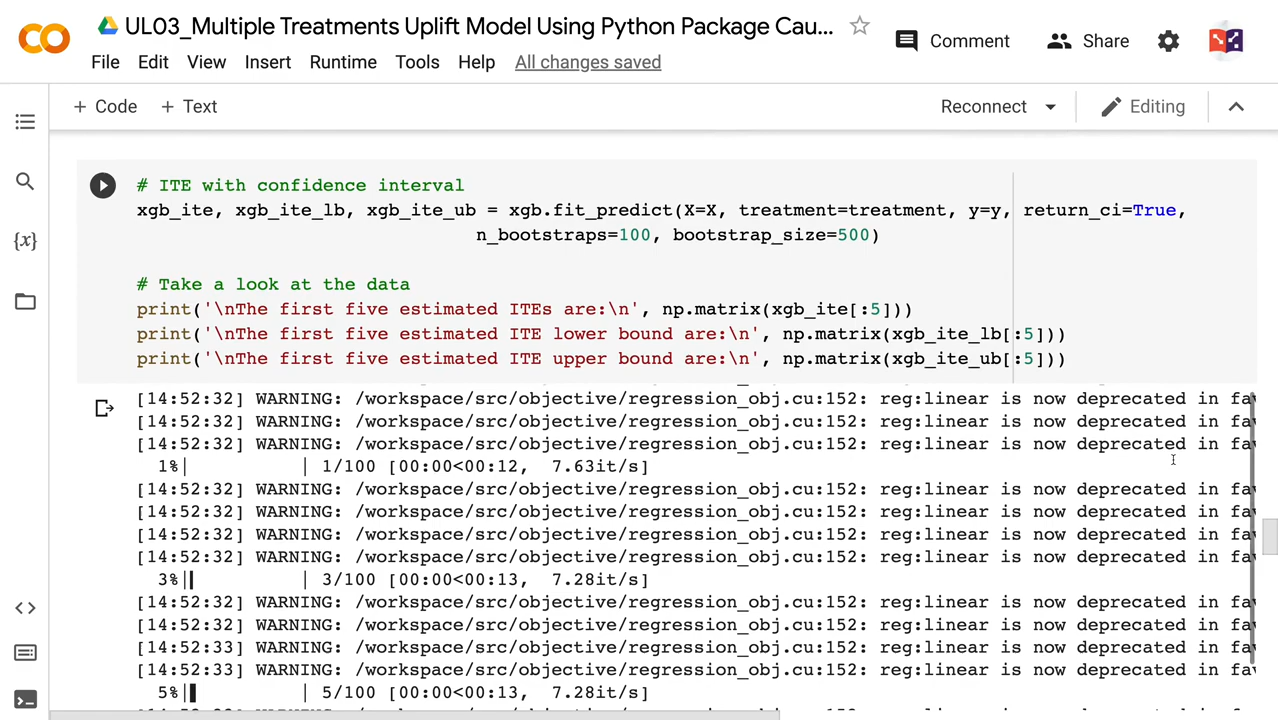 UL03_Multiple Treatments Uplift Model Using Python Package Cau...
Comment
Share
File Edit View Insert Runtime Tools Help All changes saved
+ Code + Text
Reconnect
Editing
{x}
# ITE with confidence interval
xgb_ite, xgb_ite_lb, xgb_ite_ub = xgb.fit_predict(X=X, treatment=treatment, y=y, return_ci=True,
n_bootstraps=100, bootstrap_size=500)
# Take a look at the data
print('\nThe first five estimated ITEs are:\n', np.matrix(xgb_ite[:5]))
print('\nThe first five estimated ITE lower bound are:\n', np.matrix(xgb_ite_lb[:5]))
print('\nThe first five estimated ITE upper bound are:\n', np.matrix(xgb_ite_ub[:5]))
[14:52:32] WARNING: /workspace/src/objective/regression_obj.cu:152: reg:linear is now deprecated in fav
[14:52:32] WARNING: /workspace/src/objective/regression_obj.cu:152: reg:linear is now deprecated in fav
[14:52:32] WARNING: /workspace/src/objective/regression_obj.cu:152: reg:linear is now deprecated in fav
1%| | 1/100 [00:00<00:12, 7.63it/s]
[14:52:32] WARNING: /workspace/src/objective/regression_obj.cu:152: reg:linear is now deprecated in fav
[14:52:32] WARNING: /workspace/src/objective/regression_obj.cu:152: reg:linear is now deprecated in fav
[14:52:32] WARNING: /workspace/src/objective/regression_obj.cu:152: reg:linear is now deprecated in fav
[14:52:32] WARNING: /workspace/src/objective/regression_obj.cu:152: reg:linear is now deprecated in fav
3%| | 3/100 [00:00<00:13, 7.28it/s]
[14:52:32] WARNING: /workspace/src/objective/regression_obj.cu:152: reg:linear is now deprecated in fav
[14:52:32] WARNING: /workspace/src/objective/regression_obj.cu:152: reg:linear is now deprecated in fav
[14:52:33] WARNING: /workspace/src/objective/regression_obj.cu:152: reg:linear is now deprecated in fav
[14:52:33] WARNING: /workspace/src/objective/regression_obj.cu:152: reg:linear is now deprecated in fav
5%| | 5/100 [00:00<00:13, 7.28it/s]